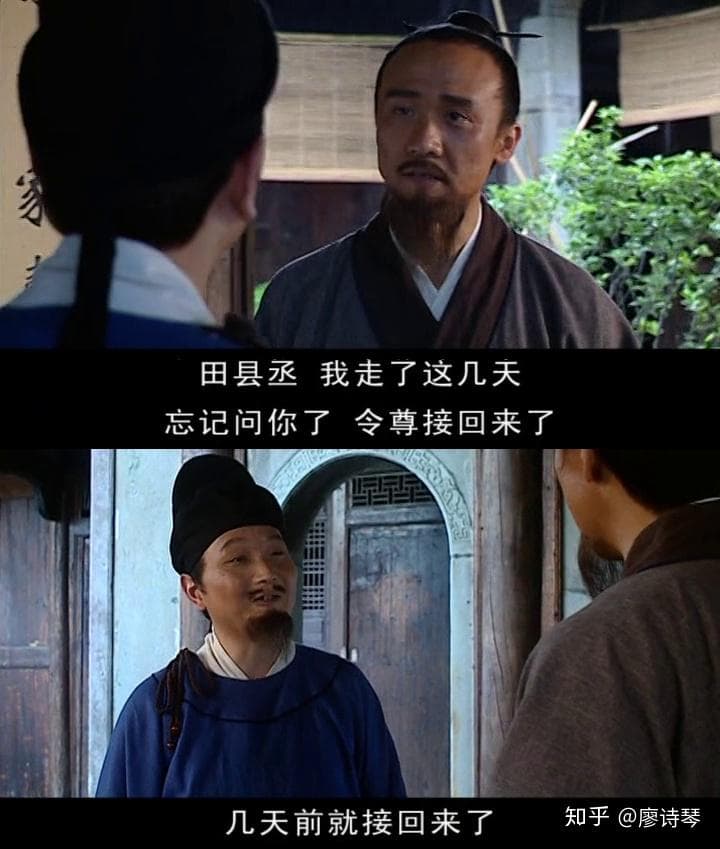 家
田县丞 我走了这几天
忘记问你了 令尊接回来了
几天前就接回来了
知乎 @廖诗琴